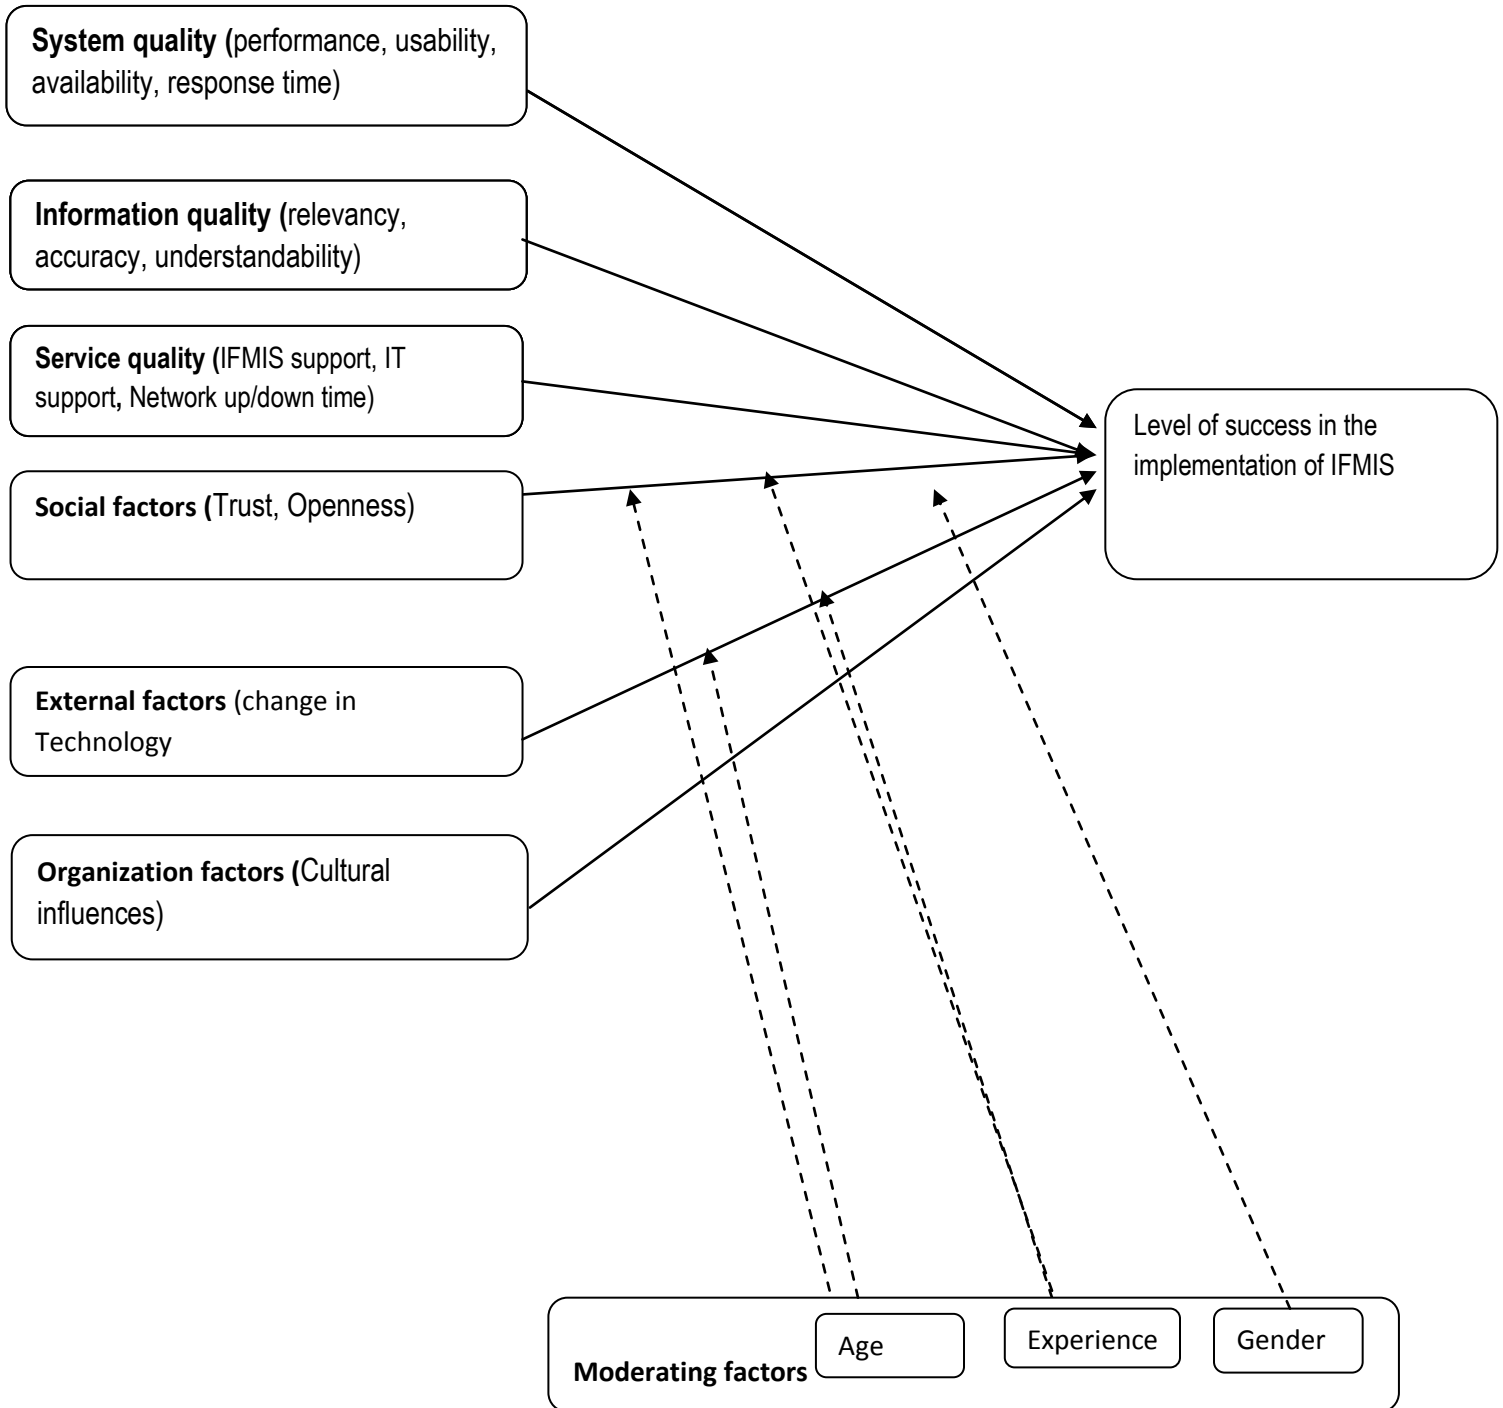 System quality (performance, usability,
availability, response time)
Information quality (relevancy,
accuracy, understandability)
Service quality (IFMIS support, IT
support, Network up/down time)
Level of success in the
implementation of IFMIS
Social factors (Trust, Openness)
External factors (change in
Technology
Organization factors (Cultural
influences)
Age
Experience
Gender
Moderating factors